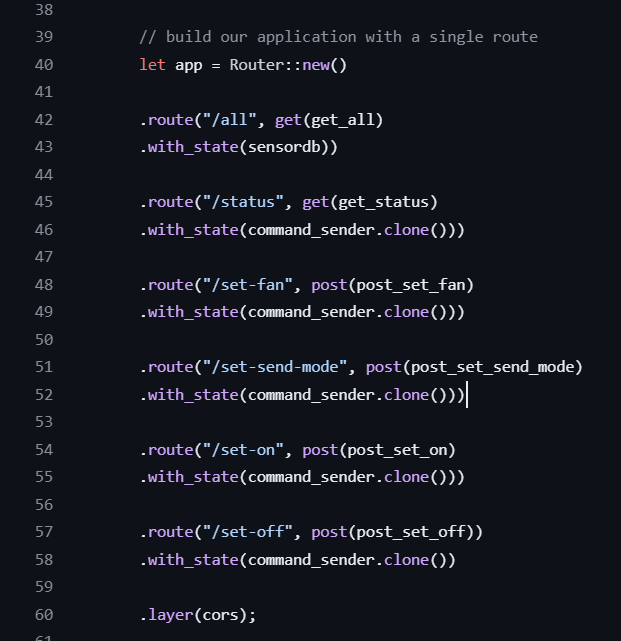 38
39 // build our application with a single route
40 let app = Router::new()
41
42 .route("/all", get(get_all)
43 .with_state(sensordb))
44
45 .route("/status", get(get_status)
46 .with_state(command_sender.clone()))
47
48 .route("/set-fan", post(post_set_fan)
49 .with_state(command_sender.clone()))
50
51 .route("/set-send-mode", post(post_set_send_mode)
52 .with_state(command_sender.clone()))
53
54 .route("/set-on", post(post_set_on)
55 .with_state(command_sender.clone()))
56
57 .route("/set-off", post(post_set_off))
58 .with_state(command_sender.clone())
59
60 .layer(cors);
61